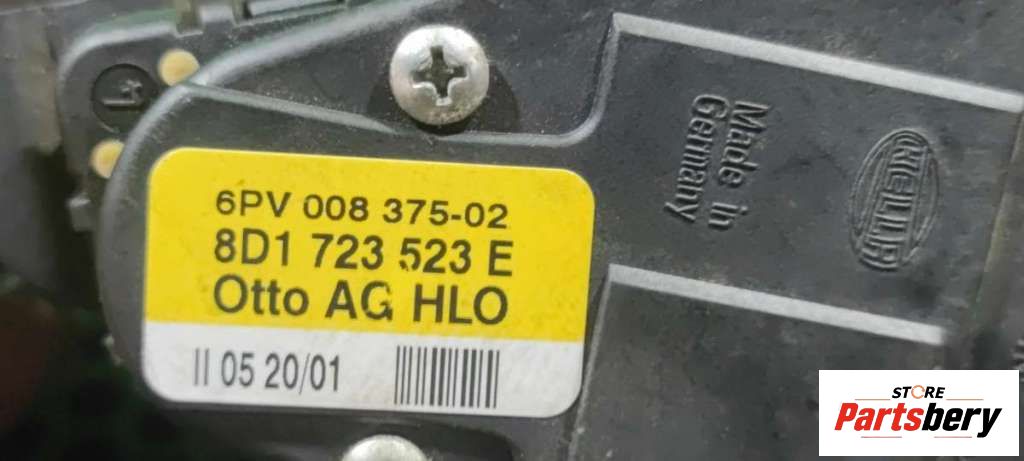 6PV 008 375-02
8D1 723 523 E
Otto AG HLO
II 05 20/01
Made in
Germany
HELLA
1
STORE
Partsbery